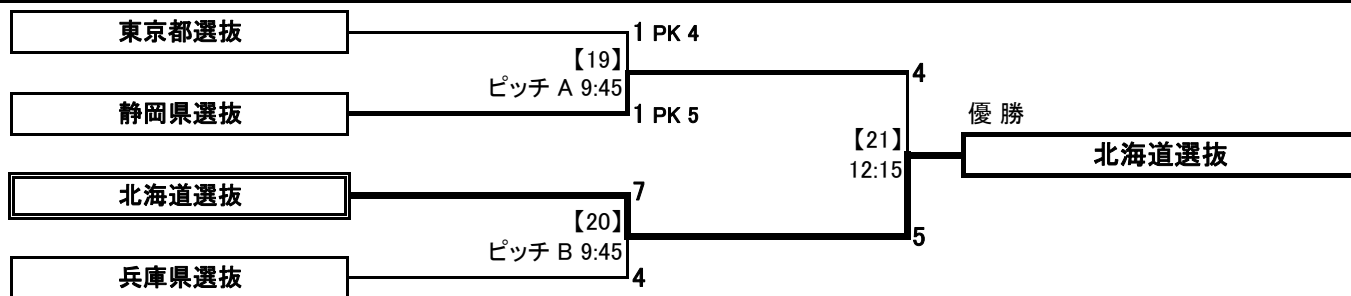 東京都選抜
1 PK 4
【19】
ピッチ A 9:45
4
静岡県選抜
1 PK 5
優 勝
【21】
12:15
北海道選抜
北海道選抜
7
【20】
ピッチ B 9:45
5
兵庫県選抜
4